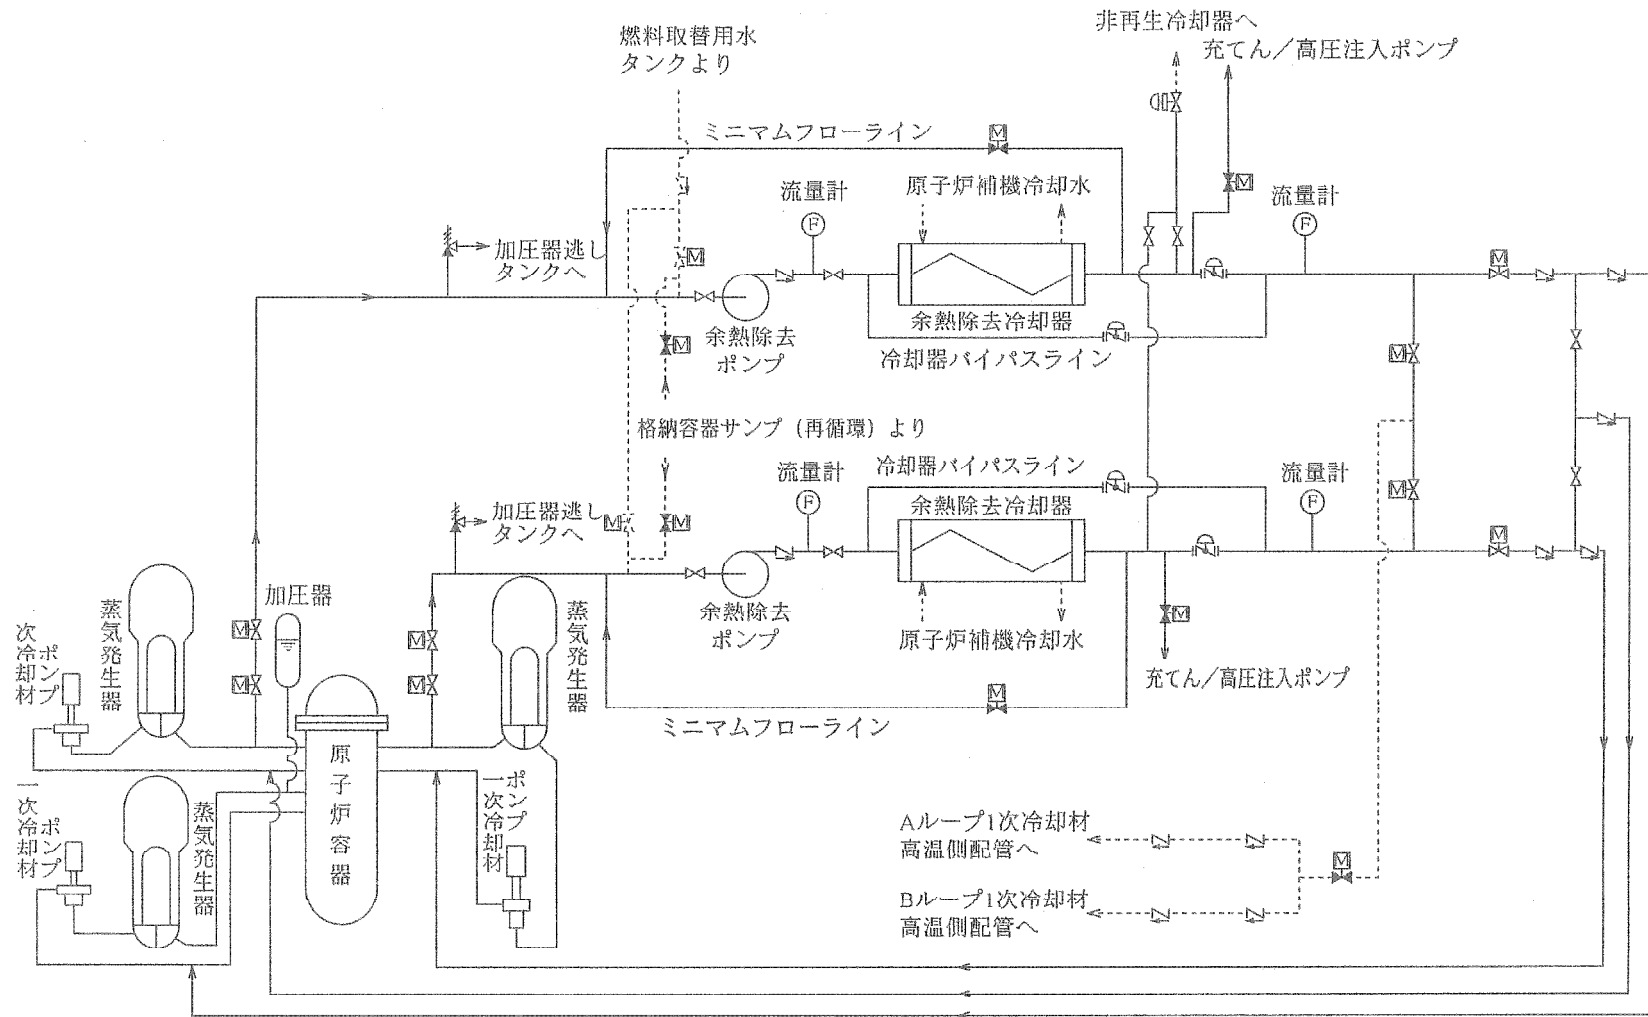 非再生冷却器へ
充てん／高圧注入ポンプ
燃料取替用水
タンクより
ミニマムフローライン
M
流量計
F
原子炉補機冷却水
M
流量計
F
加圧器逃し
タンクへ
M
M
余熱除去冷却器
余熱除去
ポンプ
冷却器バイパスライン
M
M
格納容器サンプ（再循環）より
冷却器バイパスライン
流量計
F
流量計
F
M
余熱除去冷却器
加圧器逃し
タンクへ
M
M
M
余熱除去
ポンプ
原子炉補機冷却水
M
充てん／高圧注入ポンプ
M
ミニマムフローライン
加圧器
蒸気発生器
蒸気発生器
M
M
M
M
次冷却材
ポンプ
原子炉容器
一次冷却材
ポンプ
蒸気発生器
一次冷却材
ポンプ
Aループ1次冷却材
高温側配管へ
M
Bループ1次冷却材
高温側配管へ